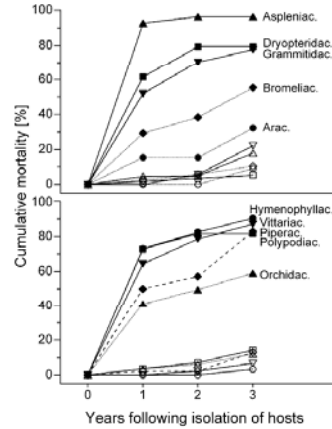 Cumulative mortality [%]
100
80
60
40
20
0
Aspleniac.
Dryopteridac.
Grammitidac.
Bromeliac.
Arac.
80
60
40
20
0
Hymenophyllac.
Vittariac.
Piperac.
Polypodiac.
Orchidac.
0 1 2 3
Years following isolation of hosts